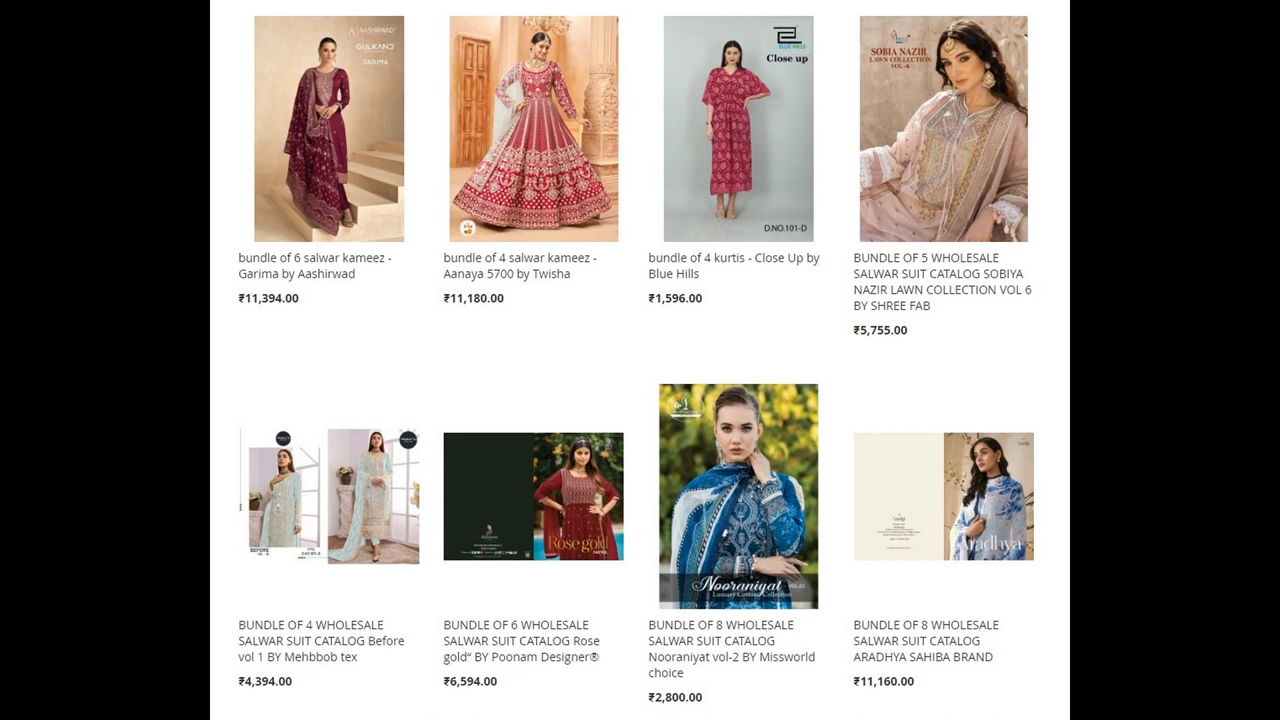 AASHIRWAD
GULKAND
GARIMA
BLUE HILLS
Close up
D.NO.101-D
SOBIA NAZIR
LAWN COLLECTION
VOL-6
bundle of 6 salwar kameez -
Garima by Aashirwad
₹11,394.00
bundle of 4 salwar kameez -
Aanaya 5700 by Twisha
₹11,180.00
bundle of 4 kurtis - Close Up by
Blue Hills
₹1,596.00
BUNDLE OF 5 WHOLESALE
SALWAR SUIT CATALOG SOBIYA
NAZIR LAWN COLLECTION VOL 6
BY SHREE FAB
₹5,755.00
BEFORE
Rose gold
Nooraniyat
Luxury Cotton Collection
Aradhya
BUNDLE OF 4 WHOLESALE
SALWAR SUIT CATALOG Before
vol 1 BY Mehbbob tex
₹4,394.00
BUNDLE OF 6 WHOLESALE
SALWAR SUIT CATALOG Rose
gold“ BY Poonam Designer®
₹6,594.00
BUNDLE OF 8 WHOLESALE
SALWAR SUIT CATALOG
Nooraniyat vol-2 BY Missworld
choice
₹2,800.00
BUNDLE OF 8 WHOLESALE
SALWAR SUIT CATALOG
ARADHYA SAHIBA BRAND
₹11,160.00